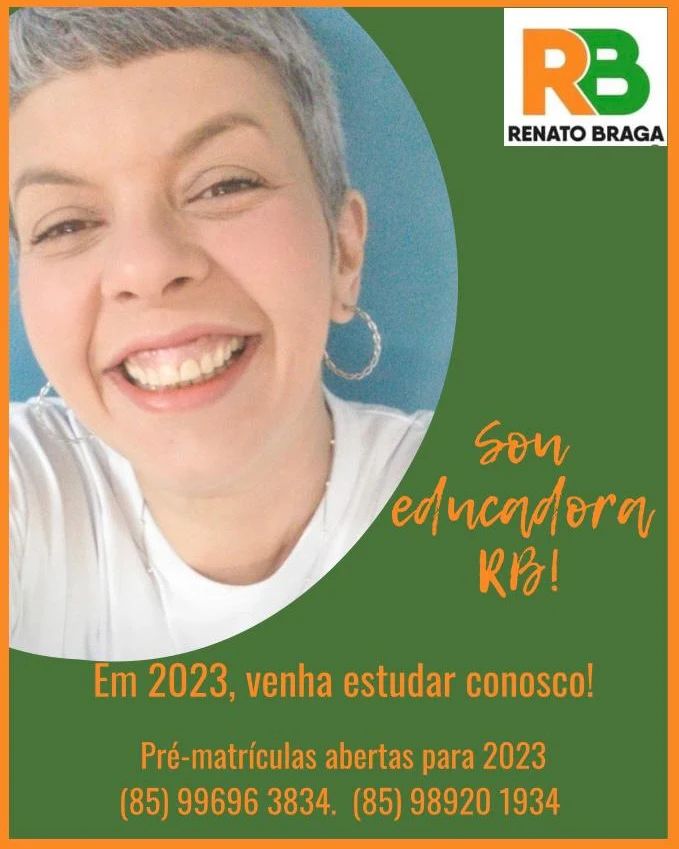 RB
RENATO BRAGA
Sou
educadora
RB!
Em 2023, venha estudar conosco!
Pré-matrículas abertas para 2023
(85) 99696 3834. (85) 98920 1934